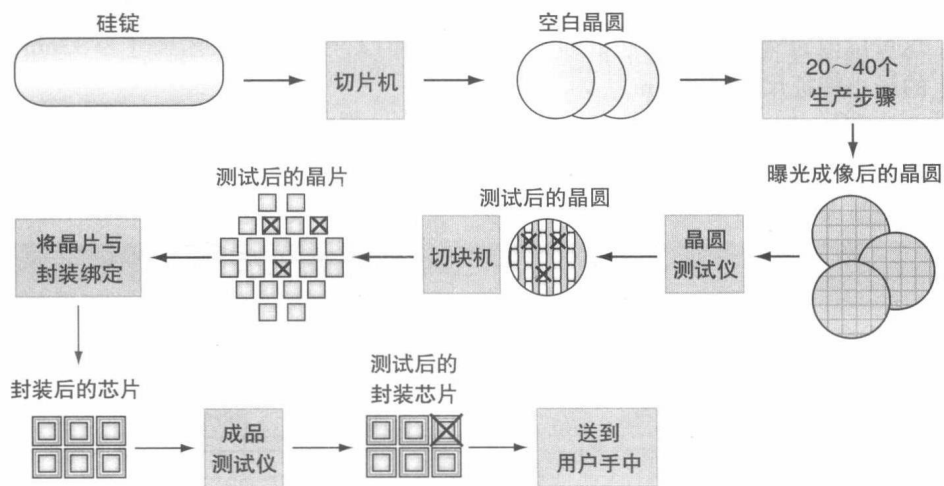 硅锭
切片机
空白晶圆
20～40个
生产步骤
曝光成像后的晶圆
晶圆
测试仪
测试后的晶圆
切块机
测试后的晶片
将晶片与
封装绑定
封装后的芯片
成品
测试仪
测试后的
封装芯片
送到
用户手中